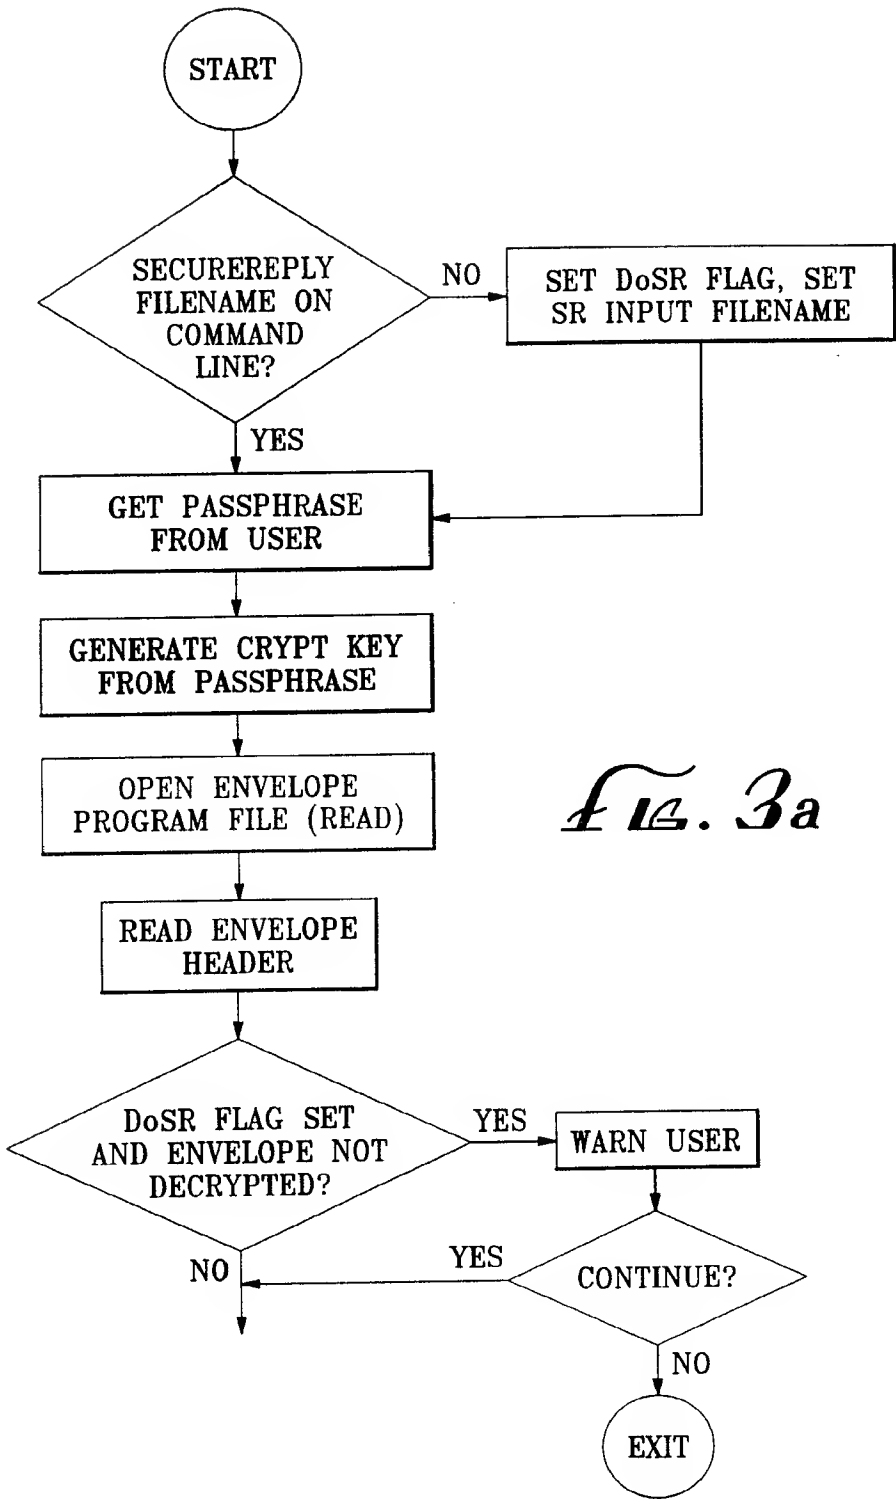 START
SECUREREPLY
FILENAME ON
COMMAND
LINE?
NO
SET DoSR FLAG, SET
SR INPUT FILENAME
YES
GET PASSPHRASE
FROM USER
GENERATE CRYPT KEY
FROM PASSPHRASE
OPEN ENVELOPE
PROGRAM FILE (READ)
FIG. 3a
READ ENVELOPE
HEADER
DoSR FLAG SET
AND ENVELOPE NOT
DECRYPTED?
YES
WARN USER
NO
YES
CONTINUE?
NO
EXIT